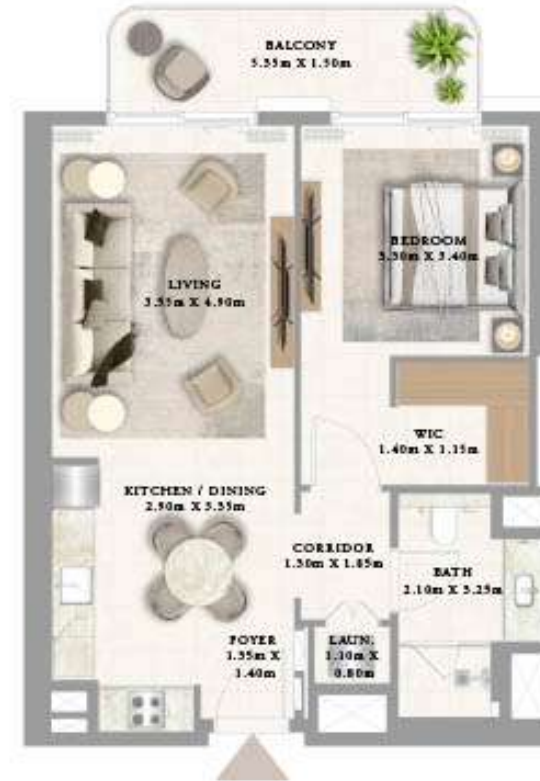 BALCONY
5.35m X 1.50m
BEDROOM
3.30m X 3.40m
LIVING
3.55m X 4.90m
WIC
1.40m X 1.15m
KITCHEN / DINING
2.90m X 3.55m
CORRIDOR
1.30m X 1.85m
BATH
2.10m X 3.25m
FOYER
1.35m X
1.40m
LAUN.
1.10m X
0.80m